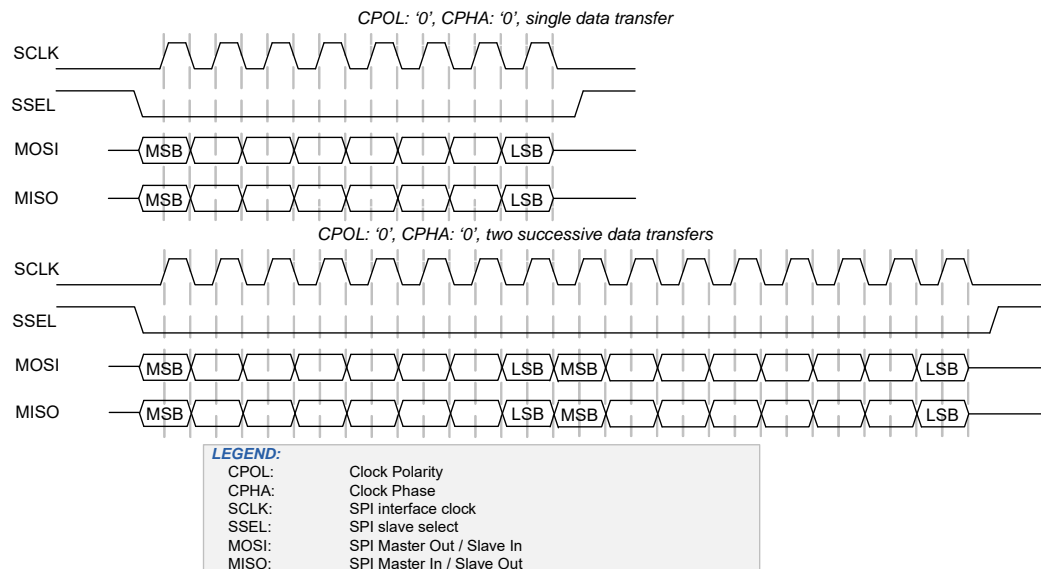 CPOL: ‘0’, CPHA: ‘0’, single data transfer
SCLK
SSEL
MOSI MSB LSB
MISO MSB LSB
CPOL: ‘0’, CPHA: ‘0’, two successive data transfers
SCLK
SSEL
MOSI MSB LSB MSB LSB
MISO MSB LSB MSB LSB
LEGEND:
CPOL: Clock Polarity
CPHA: Clock Phase
SCLK: SPI interface clock
SSEL: SPI slave select
MOSI: SPI Master Out / Slave In
MISO: SPI Master In / Slave Out